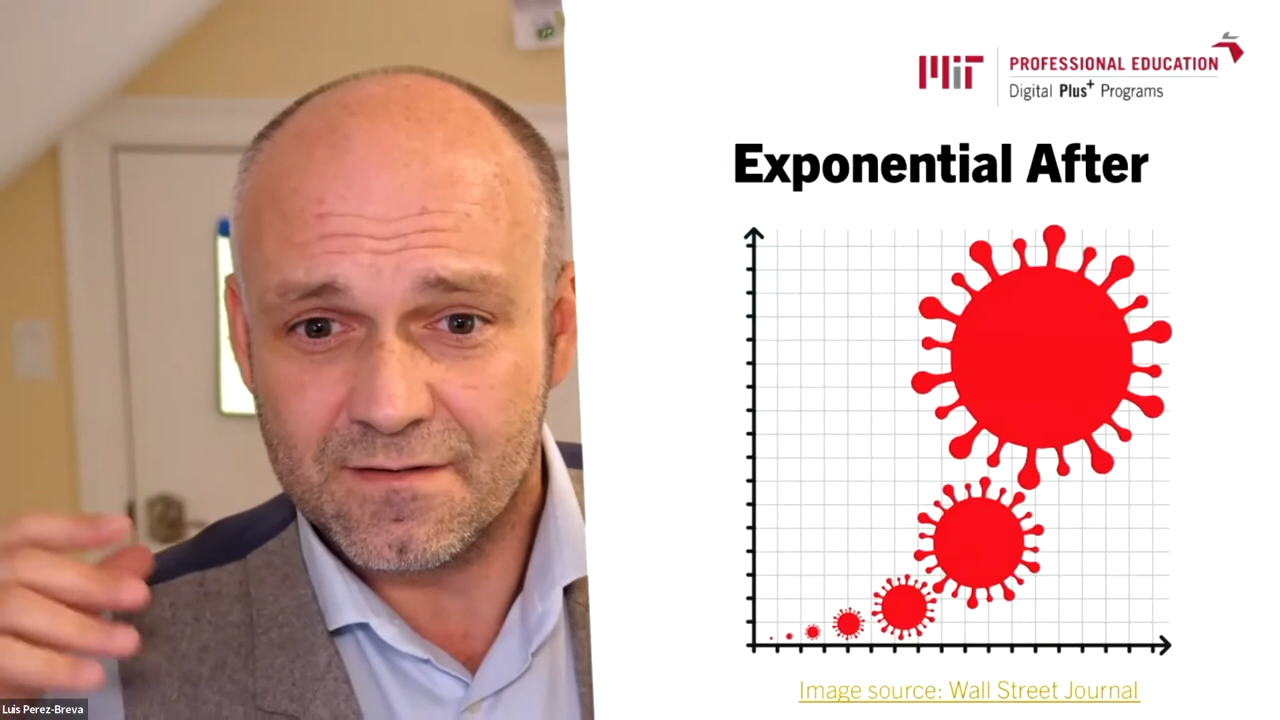 MIT
PROFESSIONAL EDUCATION
Digital Plus+ Programs
Exponential After
Image source: Wall Street Journal
Luis Perez-Breva